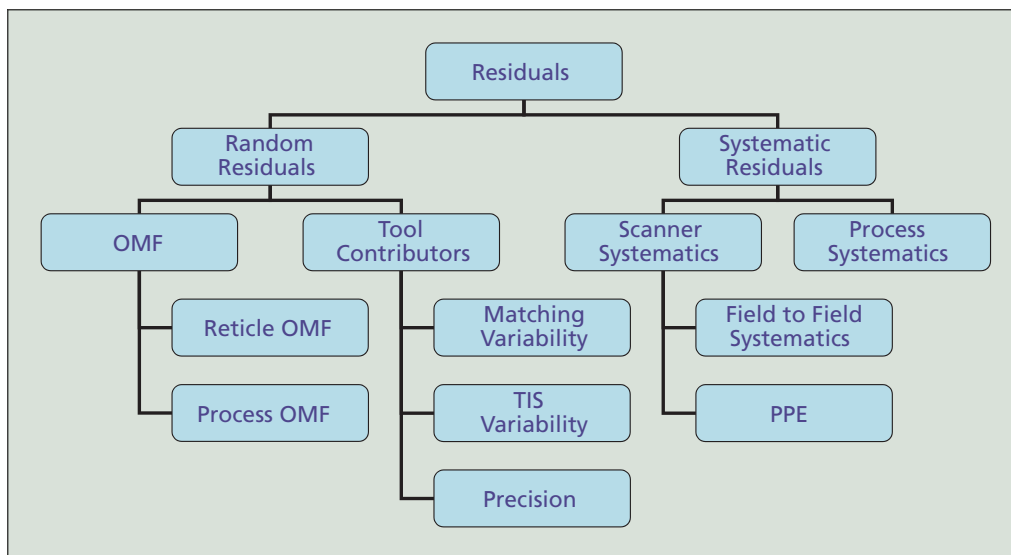 Residuals
Random
Residuals
Systematic
Residuals
OMF
Tool
Contributors
Scanner
Systematics
Process
Systematics
Reticle OMF
Matching
Variability
Field to Field
Systematics
Process OMF
TIS
Variability
PPE
Precision